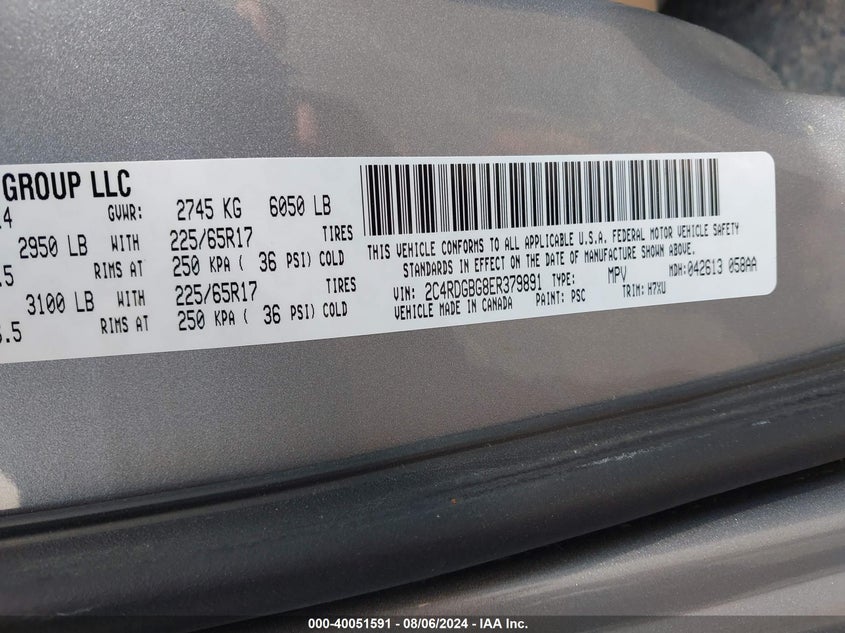 GROUP LLC
.4 GVWR: 2745 KG 6050 LB
2950 LB WITH 225/65R17 TIRES
.5 RIMS AT 250 KPA ( 36 PSI) COLD
3100 LB WITH 225/65R17 TIRES
.5 RIMS AT 250 KPA ( 36 PSI) COLD
THIS VEHICLE CONFORMS TO ALL APPLICABLE U.S.A. FEDERAL MOTOR VEHICLE SAFETY
STANDARDS IN EFFECT ON THE DATE OF MANUFACTURE SHOWN ABOVE.
VIN: 2C4RDGBG8ER379891 TYPE: MPV MDH: 042613 058AA
VEHICLE MADE IN CANADA PAINT: PSC TRIM: H7XU
000-40051591 - 08/06/2024 - IAA Inc.